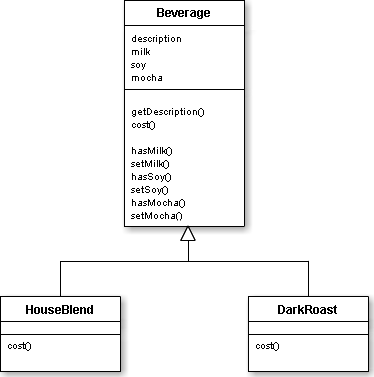 Beverage
description
milk
soy
mocha
getDescription()
cost()
hasMilk()
setMilk()
hasSoy()
setSoy()
hasMocha()
setMocha()
HouseBlend
cost()
DarkRoast
cost()